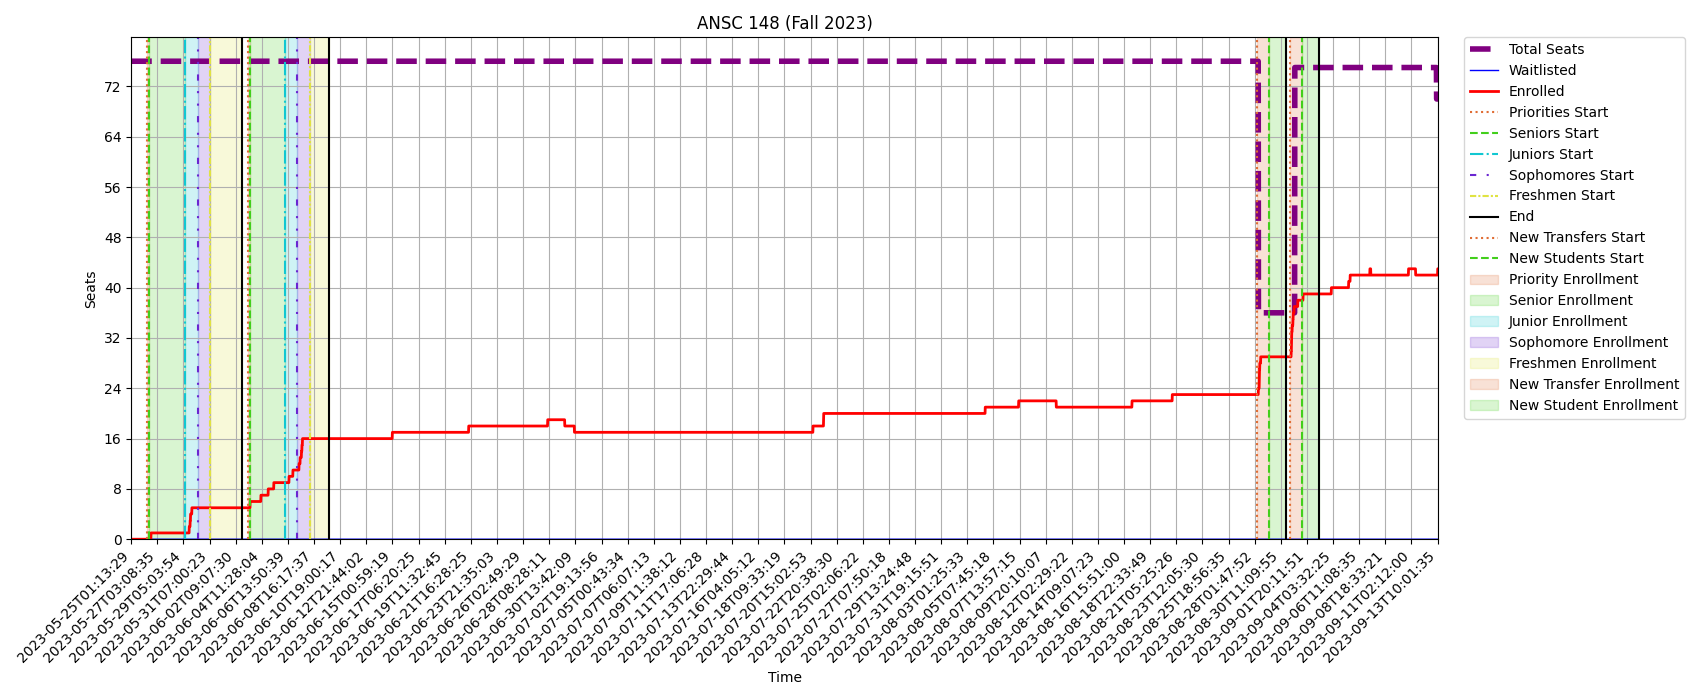 ANSC 148 (Fall 2023)
Seats
72
64
56
48
40
32
24
16
8
0
2023-05-25T01:13:29
2023-05-27T03:08:35
2023-05-29T05:03:54
2023-05-31T07:00:23
2023-06-02T09:07:30
2023-06-04T11:28:04
2023-06-06T13:50:39
2023-06-08T16:17:37
2023-06-10T19:00:17
2023-06-12T21:44:02
2023-06-15T00:59:19
2023-06-17T06:20:25
2023-06-19T11:32:45
2023-06-21T16:28:25
2023-06-23T21:35:03
2023-06-26T02:49:29
2023-06-28T08:28:11
2023-06-30T13:42:09
2023-07-02T19:13:56
2023-07-05T00:43:34
2023-07-07T06:07:13
2023-07-09T11:38:12
2023-07-11T17:06:28
2023-07-13T22:29:44
2023-07-16T04:05:12
2023-07-18T09:33:19
2023-07-20T15:02:53
2023-07-22T20:38:30
2023-07-25T02:06:22
2023-07-27T07:50:18
2023-07-29T13:24:48
2023-07-31T19:15:51
2023-08-03T01:25:33
2023-08-05T07:45:18
2023-08-07T13:57:15
2023-08-09T20:10:07
2023-08-12T02:29:22
2023-08-14T09:07:23
2023-08-16T15:51:00
2023-08-18T22:33:49
2023-08-21T05:25:26
2023-08-23T12:05:30
2023-08-25T18:56:35
2023-08-28T01:47:52
2023-08-30T11:09:55
2023-09-01T20:11:51
2023-09-04T03:32:25
2023-09-06T11:08:35
2023-09-08T18:33:21
2023-09-11T02:12:00
2023-09-13T10:01:35
Time
Total Seats
Waitlisted
Enrolled
Priorities Start
Seniors Start
Juniors Start
Sophomores Start
Freshmen Start
End
New Transfers Start
New Students Start
Priority Enrollment
Senior Enrollment
Junior Enrollment
Sophomore Enrollment
Freshmen Enrollment
New Transfer Enrollment
New Student Enrollment